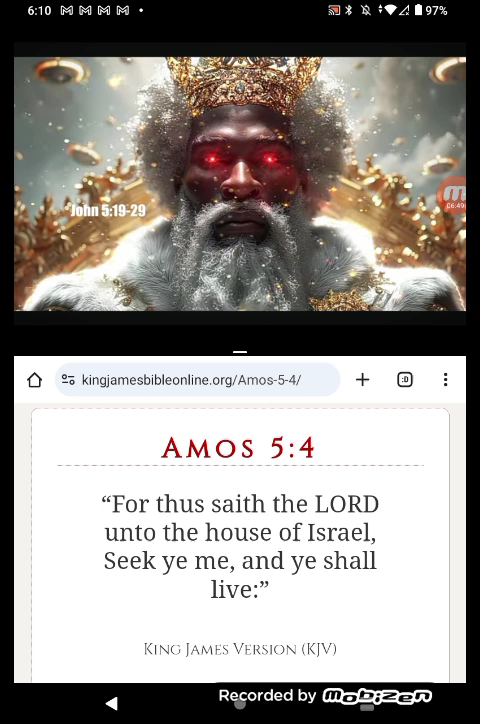 6:10
97%
John 5:19-29
06:49
kingjamesbibleonline.org/Amos-5-4/
:D
Amos 5:4
“For thus saith the LORD
unto the house of Israel,
Seek ye me, and ye shall
live:”
King James Version (KJV)
Recorded by Mobizen